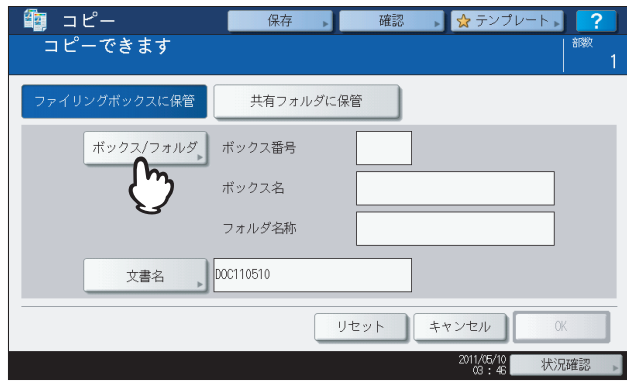 コピー
保存
確認
テンプレート
?
コピーできます
部数
1
ファイリングボックスに保管
共有フォルダに保管
ボックス/フォルダ
ボックス番号
ボックス名
フォルダ名称
文書名
DOC110510
リセット
キャンセル
OK
2011/05/10
03 : 46
状況確認